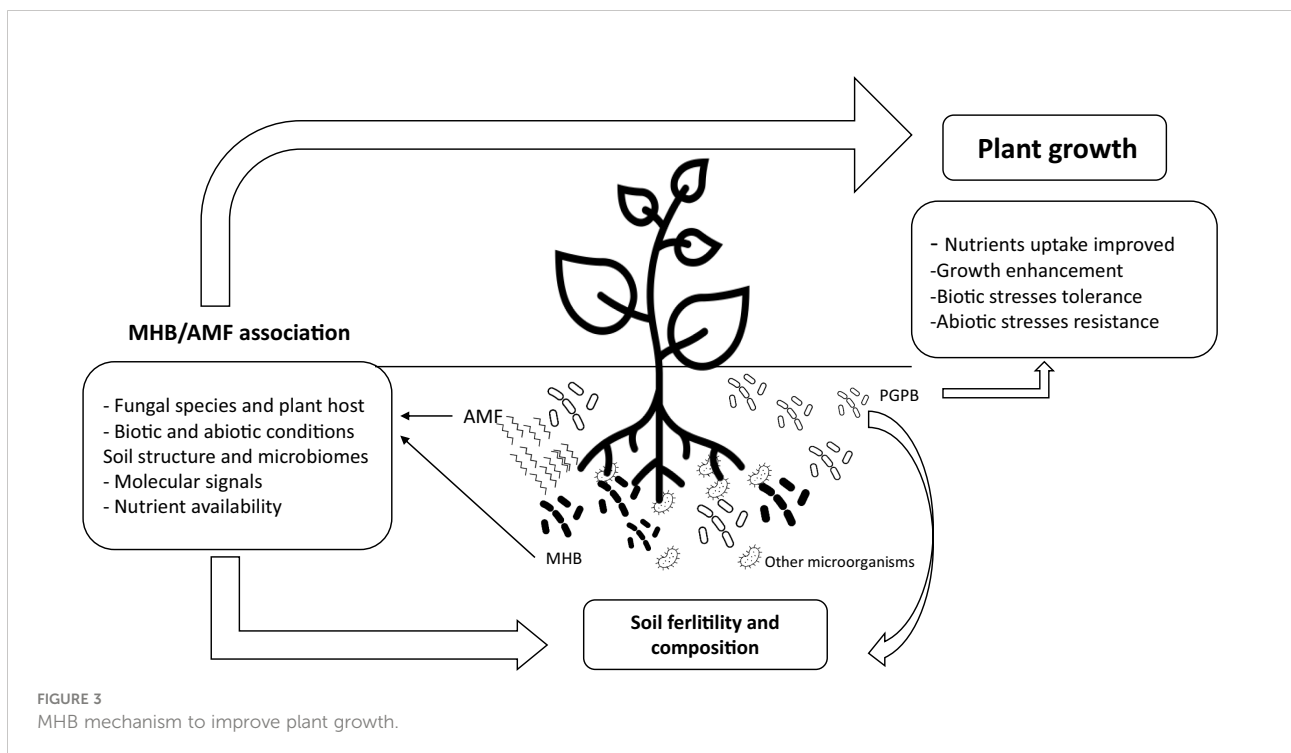 Plant growth
- Nutrients uptake improved
-Growth enhancement
-Biotic stresses tolerance
-Abiotic stresses resistance
MHB/AMF association
- Fungal species and plant host
- Biotic and abiotic conditions
Soil structure and microbiomes
- Molecular signals
- Nutrient availability
AMF
PGPB
MHB
Other microorganisms
Soil ferlitility and
composition
FIGURE 3
MHB mechanism to improve plant growth.